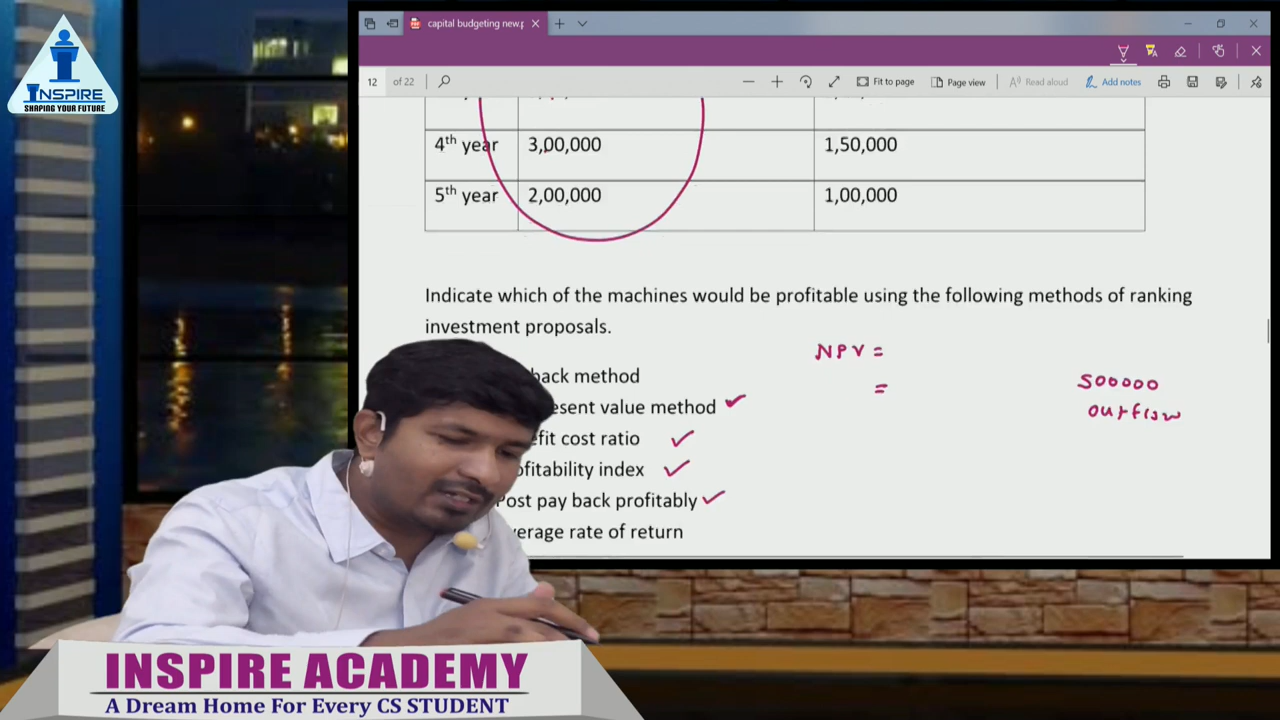 INSPIRE
SHAPING YOUR FUTURE
capital budgeting new.p
12 of 22
Fit to page
Page view
Read aloud
Add notes
4th year 3,00,000 1,50,000
5th year 2,00,000 1,00,000
Indicate which of the machines would be profitable using the following methods of ranking
investment proposals.
NPV =
=
500000
outflow
back method
esent value method
efit cost ratio
ofitability index
Post pay back profitably
verage rate of return
INSPIRE ACADEMY
A Dream Home For Every CS STUDENT